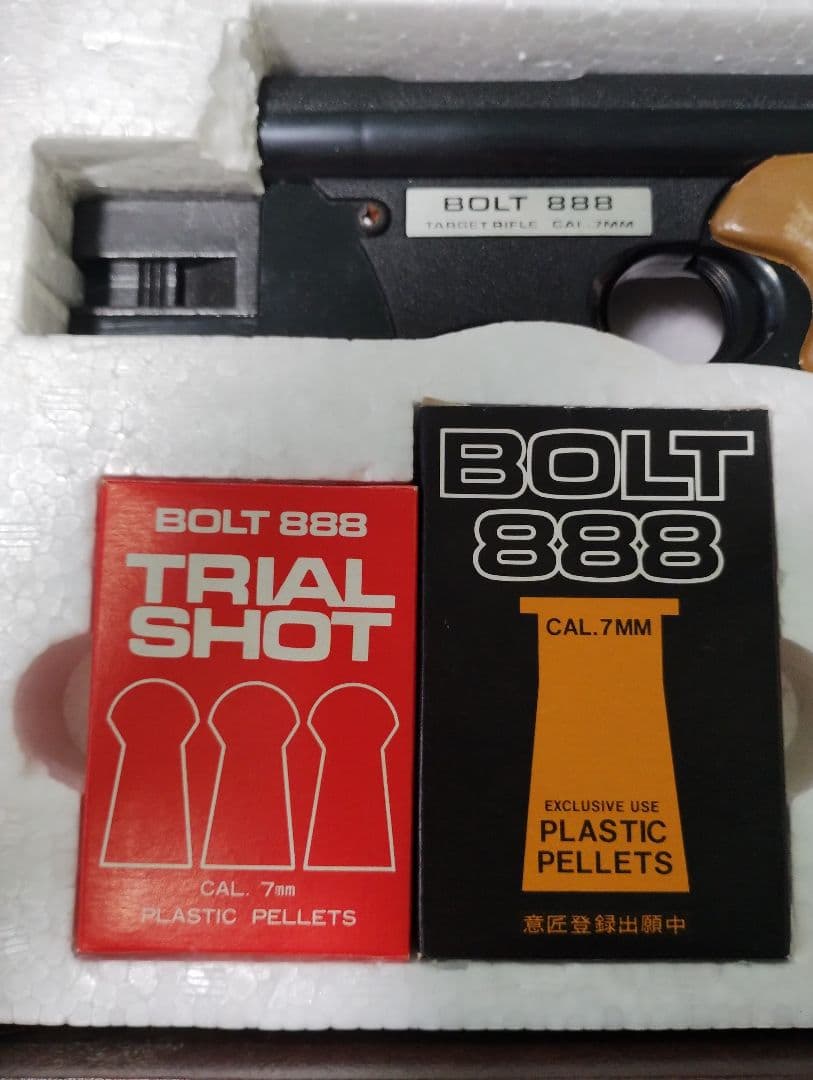 BOLT 888
TARGET RIFLE CAL. 7MM
BOLT 888
TRIAL
SHOT
CAL. 7mm
PLASTIC PELLETS
BOLT
888
CAL.7MM
EXCLUSIVE USE
PLASTIC
PELLETS
意匠登録出願中